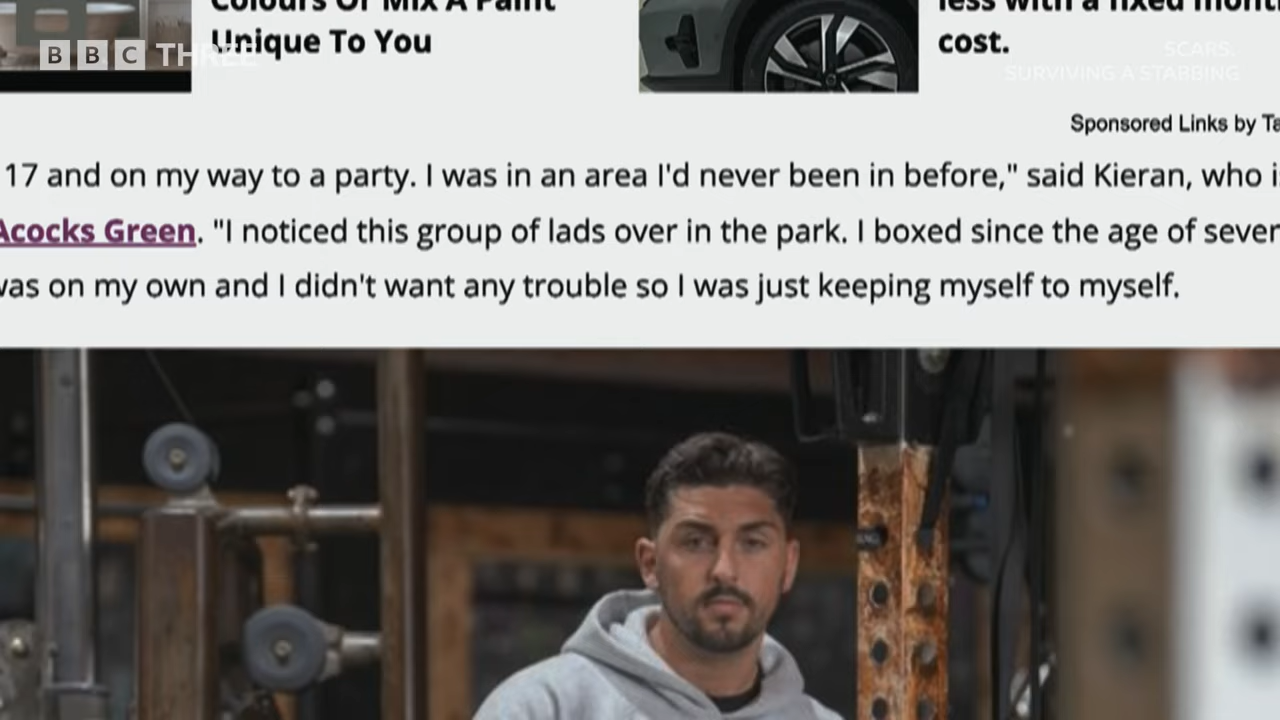 Colours Or Mix A Paint
Unique To You
less with a fixed
cost.
BBC THREE
SCARS.
SURVIVING A STABBING
Sponsored Links by
17 and on my way to a party. I was in an area I'd never been in before," said Kieran, who
Acocks Green. "I noticed this group of lads over in the park. I boxed since the age of
was on my own and I didn't want any trouble so I was just keeping myself to myself.